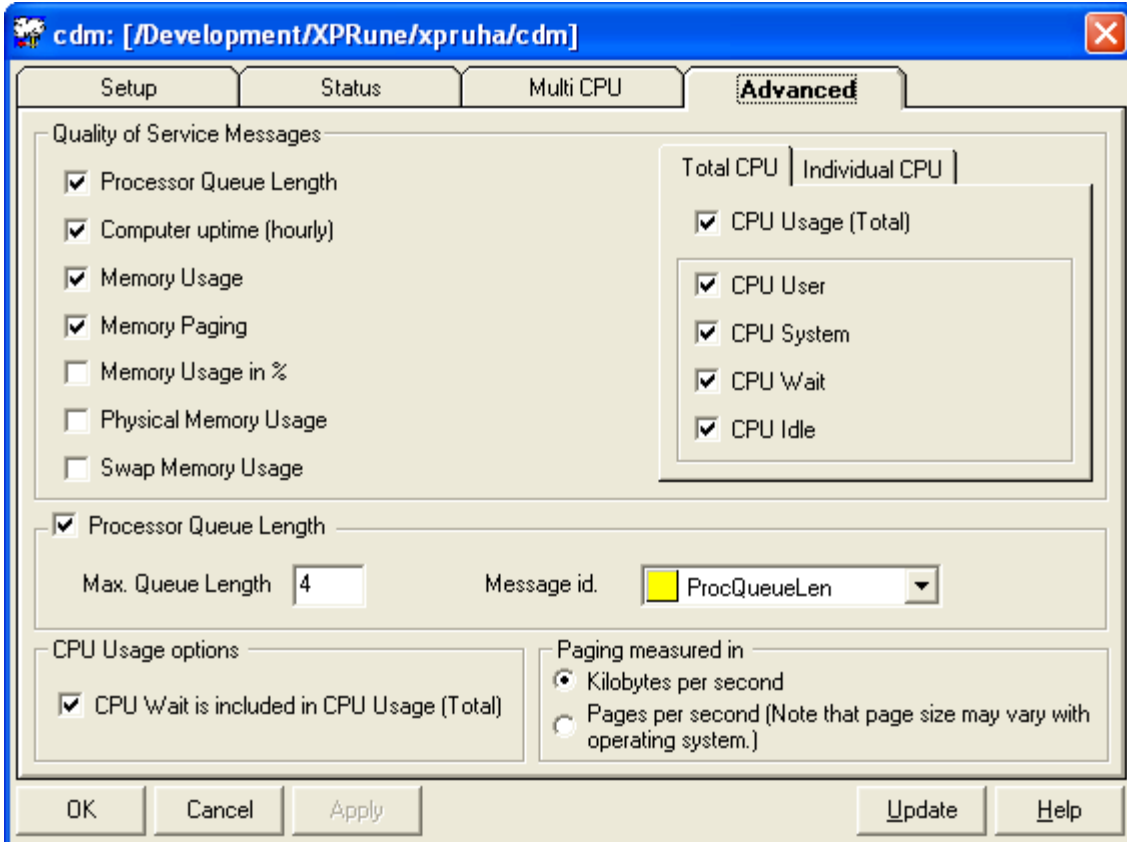 cdm: [/Development/XPRune/xpruha/cdm]
Setup
Status
Multi CPU
Advanced
Quality of Service Messages
Processor Queue Length
Computer uptime (hourly)
Memory Usage
Memory Paging
Memory Usage in %
Physical Memory Usage
Swap Memory Usage
Total CPU
Individual CPU
CPU Usage (Total)
CPU User
CPU System
CPU Wait
CPU Idle
Processor Queue Length
Max. Queue Length
4
Message id.
ProcQueueLen
CPU Usage options
CPU Wait is included in CPU Usage (Total)
Paging measured in
Kilobytes per second
Pages per second (Note that page size may vary with
operating system.)
OK
Cancel
Apply
Update
Help